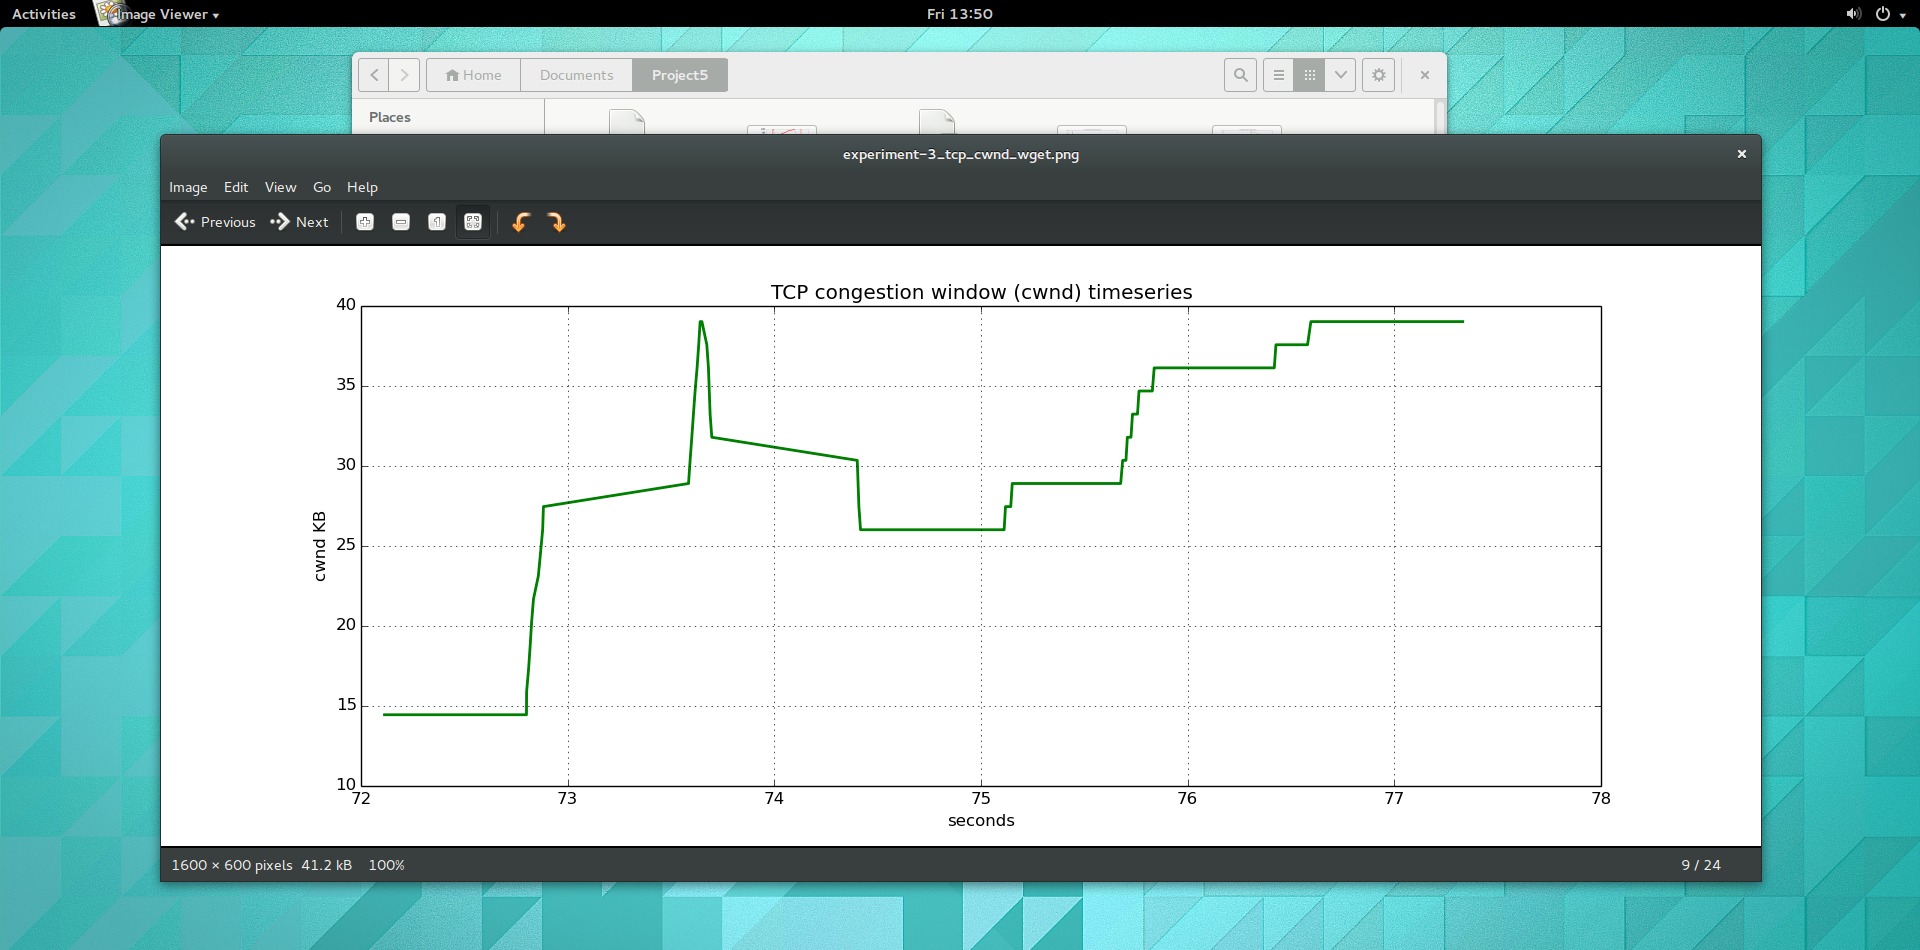 Activities
Image Viewer
Fri 13:50
Home
Documents
Project5
Places
experiment-3_tcp_cwnd_wget.png
Image Edit View Go Help
Previous Next
TCP congestion window (cwnd) timeseries
40
35
30
25
20
15
10
cwnd KB
72 73 74 75 76 77 78
seconds
1600 × 600 pixels 41.2 kB 100%
9 / 24